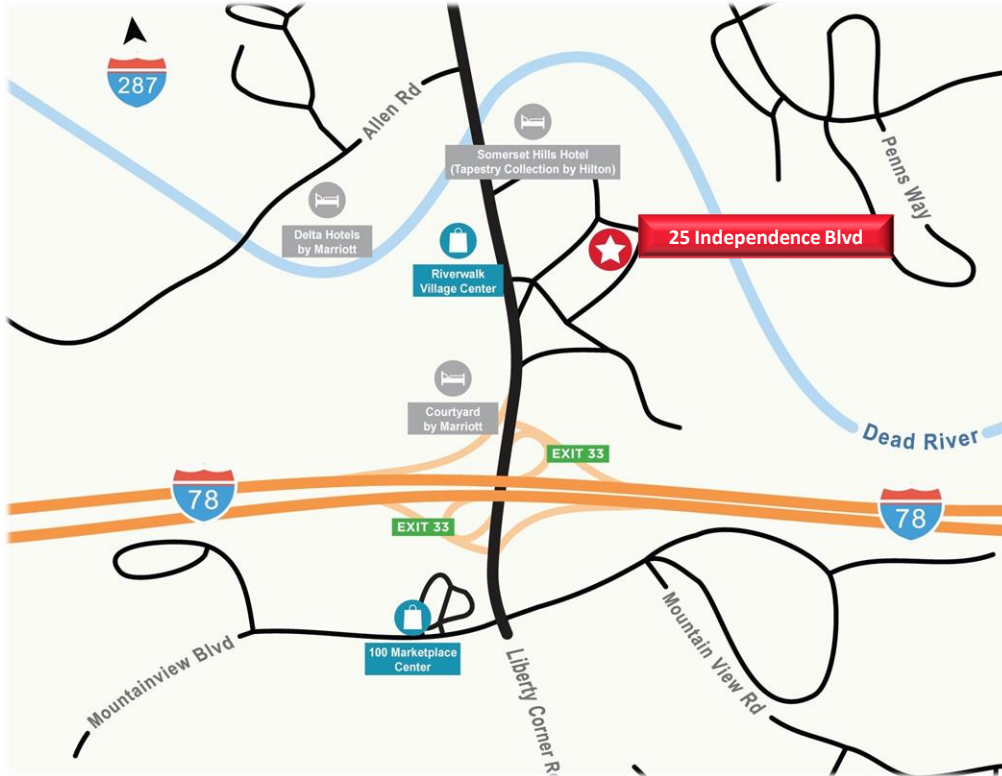 287
Allen Rd
Somerset Hills Hotel
(Tapestry Collection by Hilton)
Penns Way
Delta Hotels
by Marriott
25 Independence Blvd
Riverwalk
Village Center
Courtyard
by Marriott
Dead River
EXIT 33
78
78
EXIT 33
100 Marketplace
Center
Mountainview Blvd
Liberty Corner R
Mountain View Rd